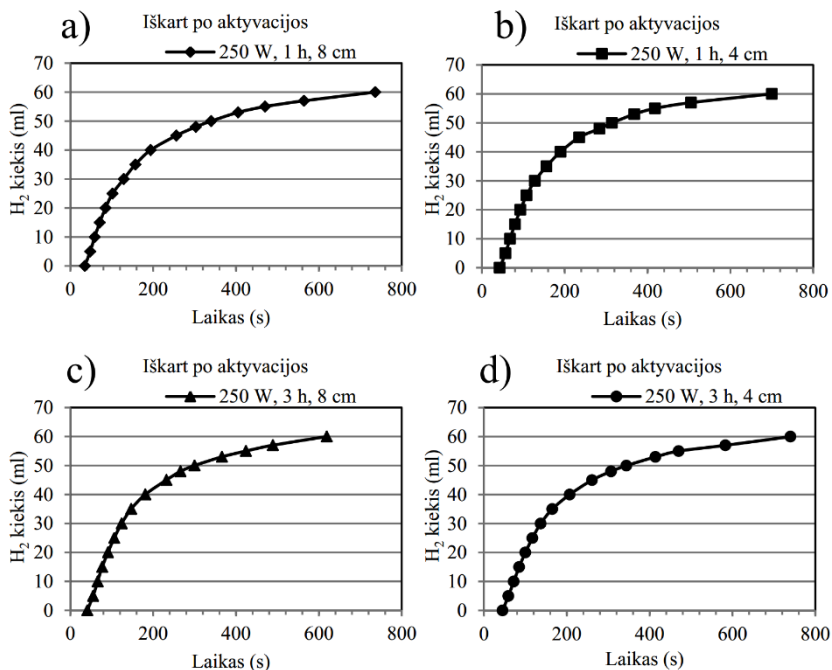 a)
Iškart po aktyvacijos
250 W, 1 h, 8 cm
70
60
50
40
30
20
10
0
H₂ kiekis (ml)
0 200 400 600 800
Laikas (s)
b)
Iškart po aktyvacijos
250 W, 1 h, 4 cm
70
60
50
40
30
20
10
0
H₂ kiekis (ml)
0 200 400 600 800
Laikas (s)
c)
Iškart po aktyvacijos
250 W, 3 h, 8 cm
70
60
50
40
30
20
10
0
H₂ kiekis (ml)
0 200 400 600 800
Laikas (s)
d)
Iškart po aktyvacijos
250 W, 3 h, 4 cm
70
60
50
40
30
20
10
0
H₂ kiekis (ml)
0 200 400 600 800
Laikas (s)